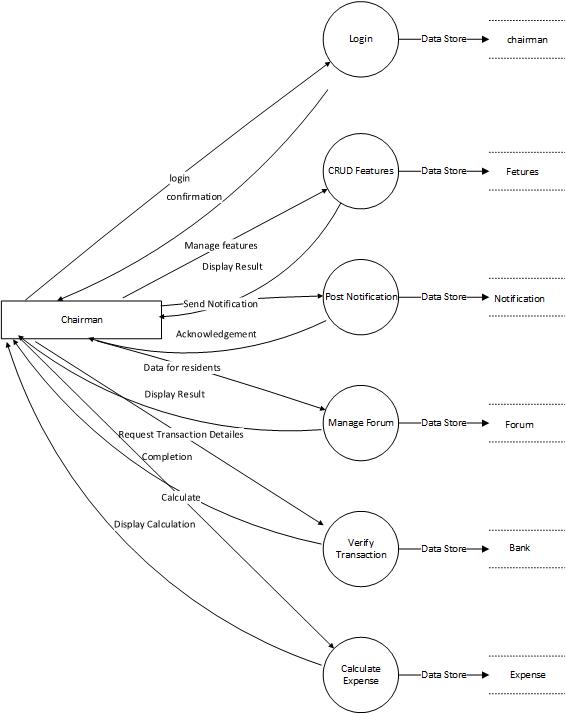 Login
Data Store
chairman
login
confirmation
CRUD Features
Data Store
Fetures
Manage features
Display Result
Post Notification
Data Store
Notification
Send Notification
Chairman
Acknowledgement
Data for residents
Display Result
Manage Forum
Data Store
Forum
Request Transaction Detailes
Completion
Calculate
Display Calculation
Verify
Transaction
Data Store
Bank
Calculate
Expense
Data Store
Expense